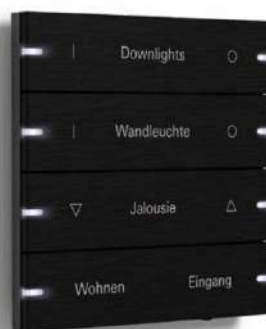 | Downlights O
| Wandleuchte O
▽ Jalousie △
Wohnen Eingang